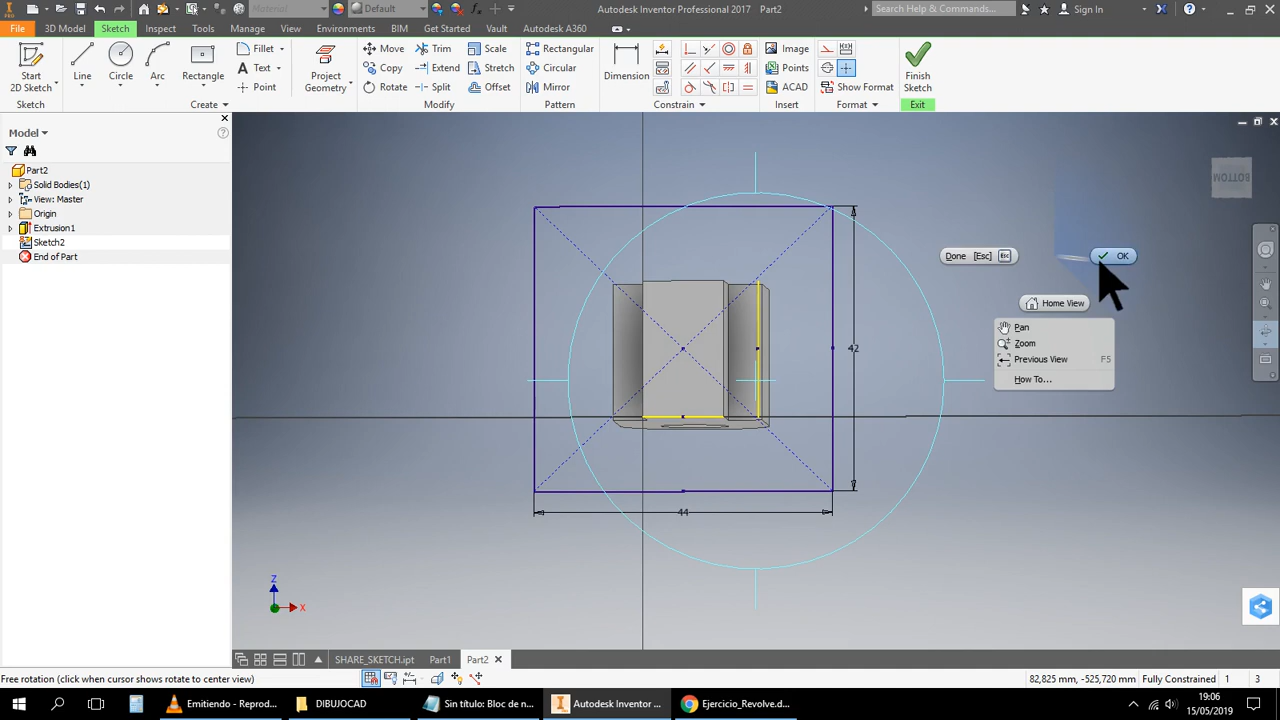 PRO
Material
Default
Autodesk Inventor Professional 2017  Part2
Search Help & Commands...
Sign In
File  Sketch  3D Model  Inspect  Tools  Manage  View  Environments  BIM  Get Started  Vault  Autodesk A360
Start
2D Sketch
Line
Circle
Arc
Rectangle
Fillet
Text
Point
Project
Geometry
Move
Copy
Rotate
Trim
Extend
Split
Scale
Stretch
Offset
Rectangular
Circular
Mirror
Dimension
Image
Points
ACAD
Show Format
Finish
Sketch
Sketch  Create  Modify  Pattern  Constrain  Insert  Format  Exit
Model
Part2
Solid Bodies(1)
View: Master
Origin
Extrusion1
Sketch2
End of Part
BOTTOM
Done [Esc] Esc
OK
Home View
Pan
Zoom
Previous View F5
How To...
42
44
Z
X
SHARE_SKETCH.ipt  Part1  Part2
Free rotation (click when cursor shows rotate to center view)
82,825 mm, -525,720 mm  Fully Constrained  1  3
Emitiendo - Reprod...
DIBUJOCAD
Sin título: Bloc de n...
Autodesk Inventor ...
Ejercicio_Revolve.d...
19:06
15/05/2019